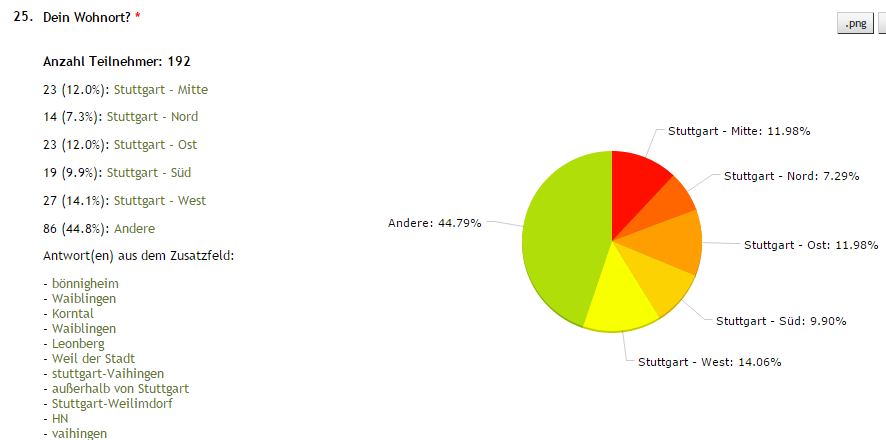 25. Dein Wohnort? *
.png
Anzahl Teilnehmer: 192
23 (12.0%): Stuttgart - Mitte
14 (7.3%): Stuttgart - Nord
23 (12.0%): Stuttgart - Ost
19 (9.9%): Stuttgart - Süd
27 (14.1%): Stuttgart - West
86 (44.8%): Andere
Antwort(en) aus dem Zusatzfeld:
- bönnigheim
- Waiblingen
- Korntal
- Waiblingen
- Leonberg
- Weil der Stadt
- stuttgart-Vaihingen
- außerhalb von Stuttgart
- Stuttgart-Weilimdorf
- HN
- vaihingen
Stuttgart - Mitte: 11.98%
Stuttgart - Nord: 7.29%
Andere: 44.79%
Stuttgart - Ost: 11.98%
Stuttgart - Süd: 9.90%
Stuttgart - West: 14.06%